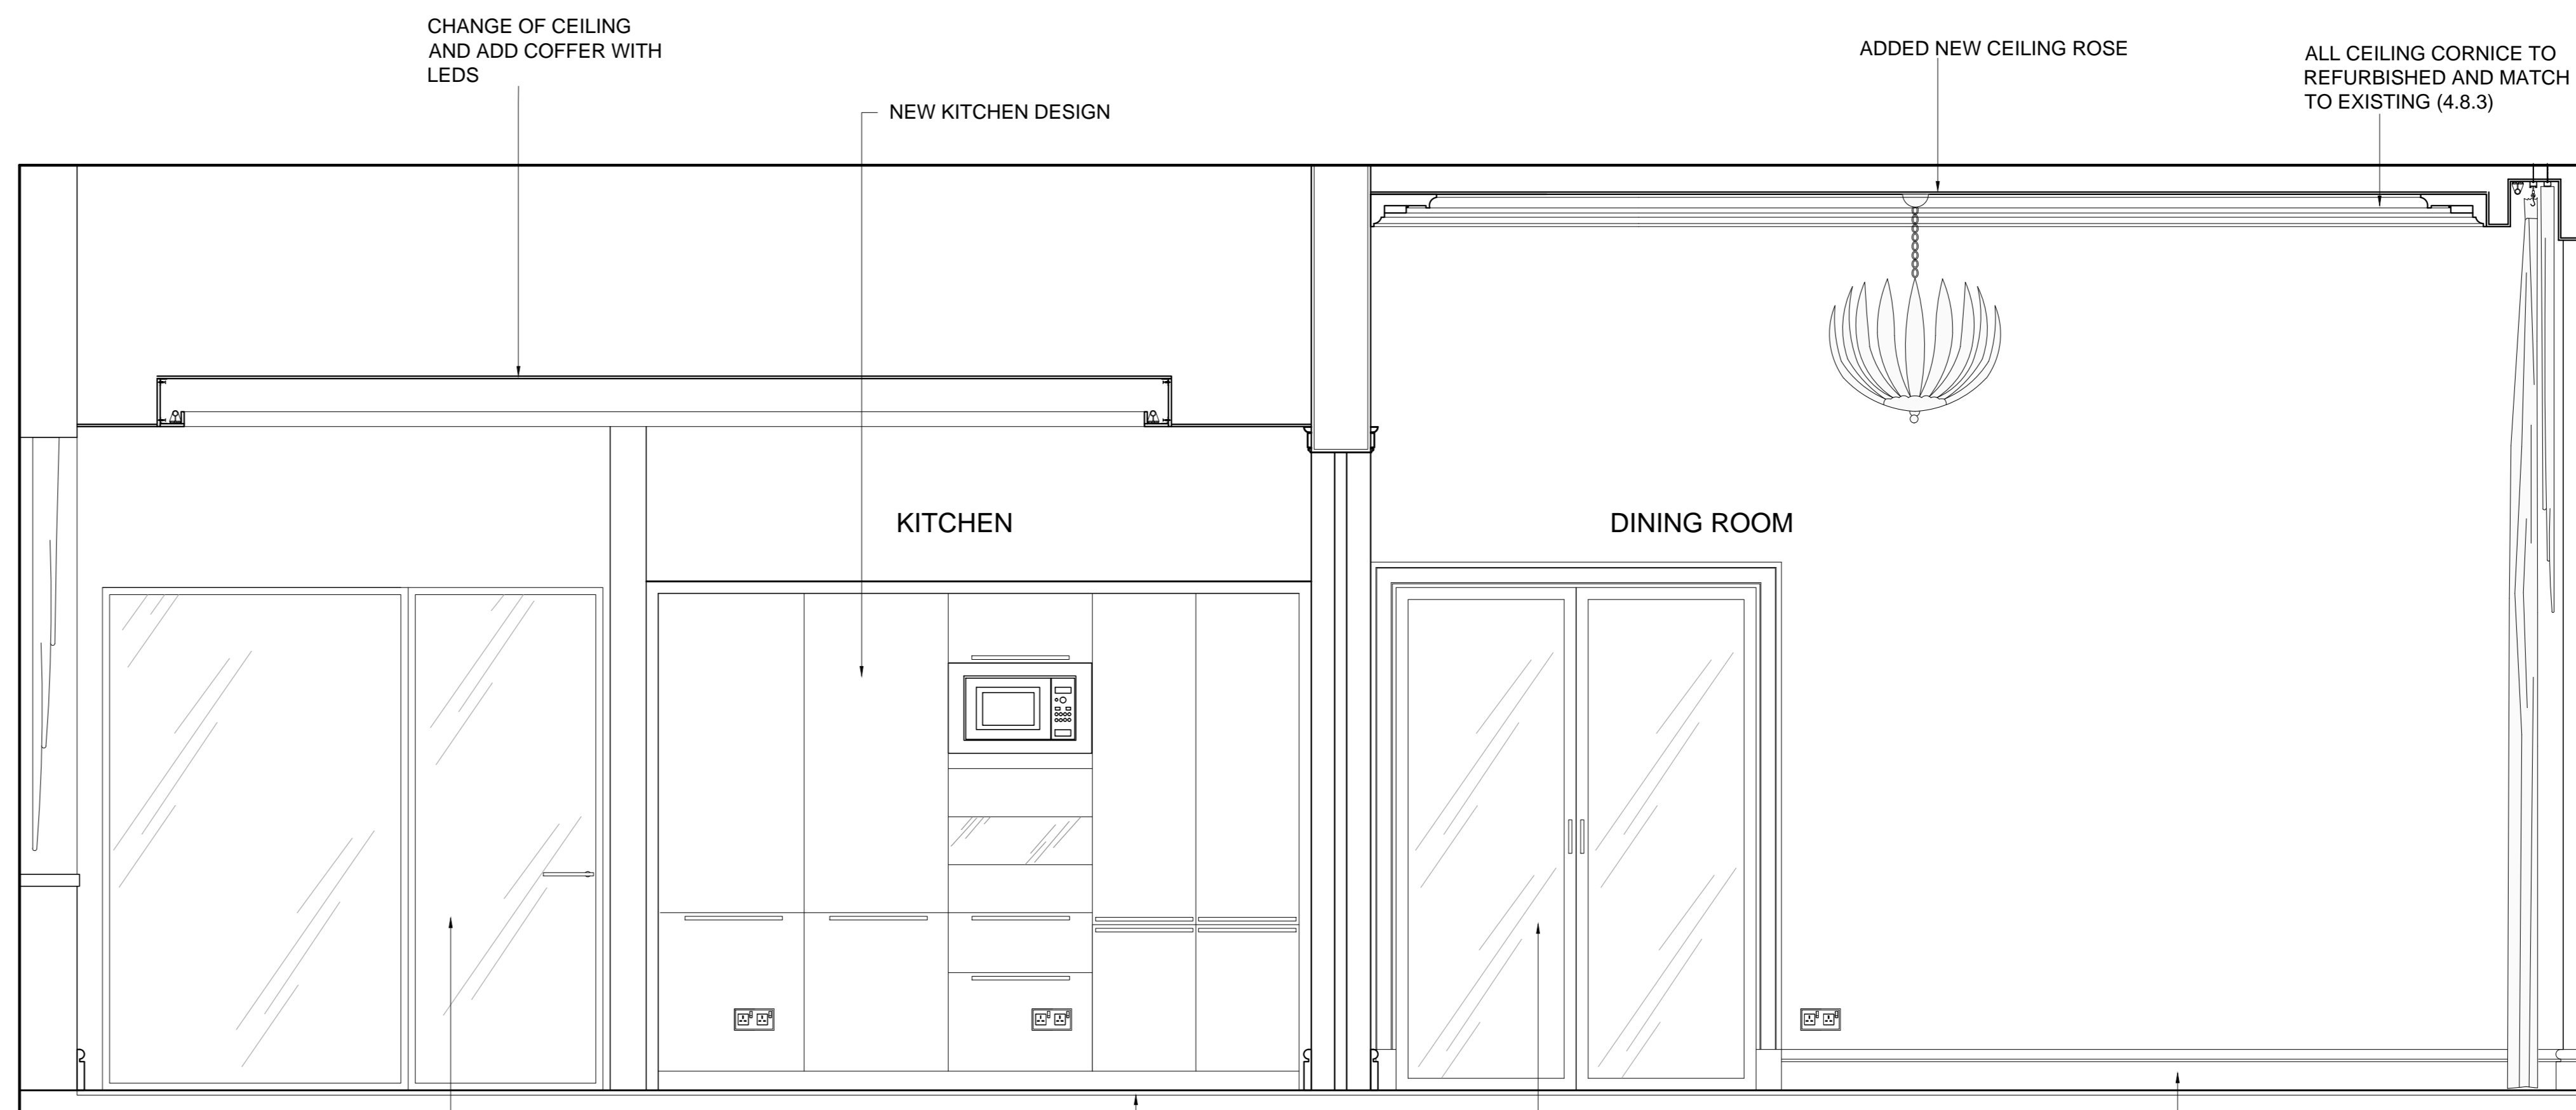 CHANGE OF CEILING
AND ADD COFFER WITH
LEDS
NEW KITCHEN DESIGN
ADDED NEW CEILING ROSE
ALL CEILING CORNICE TO
REFURBISHED AND MATCH
TO EXISTING (4.8.3)
KITCHEN
DINING ROOM